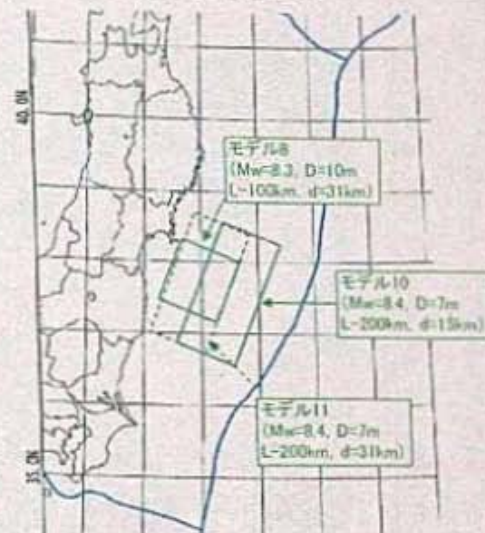 40.0N
モデル8
(Mw=8.3, D=10m
L-100km, d=31km)
モデル10
(Mw=8.4, D=7m
L-200km, d=15km)
モデル11
(Mw=8.4, D=7m
L-200km, d=31km)
35.0N